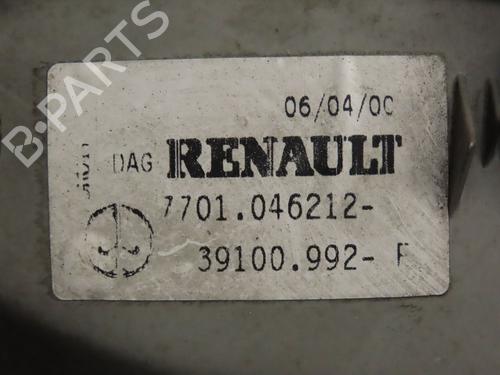 B-PARTS
06/04/00
DAG RENAULT
7701.046212-
39100.992- F